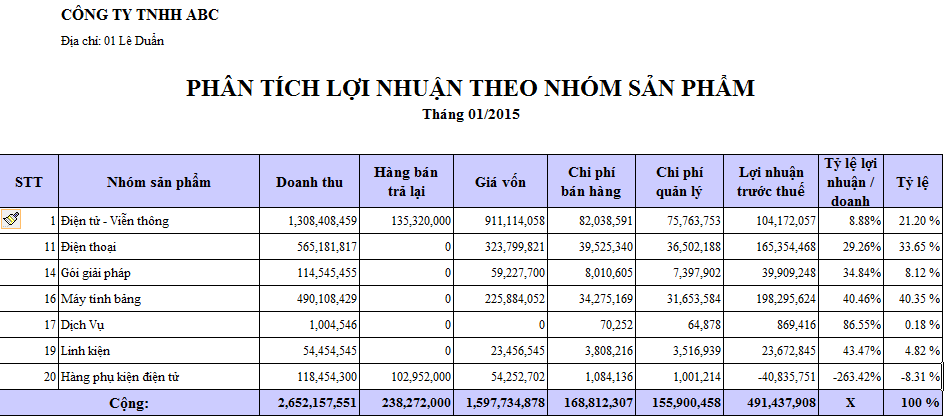 CÔNG TY TNHH ABC
Địa chỉ: 01 Lê Duẩn
PHÂN TÍCH LỢI NHUẬN THEO NHÓM SẢN PHẨM
Tháng 01/2015
STT Nhóm sản phẩm Doanh thu Hàng bán trả lại Giá vốn Chi phí bán hàng Chi phí quản lý Lợi nhuận trước thuế Tỷ lệ lợi nhuận / doanh Tỷ lệ
1 Điện tử - Viễn thông 1,308,408,459 135,320,000 911,114,058 82,038,591 75,763,753 104,172,057 8.88% 21.20 %
11 Điện thoại 565,181,817 0 323,799,821 39,525,340 36,502,188 165,354,468 29.26% 33.65 %
14 Gói giải pháp 114,545,455 0 59,227,700 8,010,605 7,397,902 39,909,248 34.84% 8.12 %
16 Máy tính bảng 490,108,429 0 225,884,052 34,275,169 31,653,584 198,295,624 40.46% 40.35 %
17 Dịch Vụ 1,004,546 0 0 70,252 64,878 869,416 86.55% 0.18 %
19 Linh kiện 54,454,545 0 23,456,545 3,808,216 3,516,939 23,672,845 43.47% 4.82 %
20 Hàng phụ kiện điện tử 118,454,300 102,952,000 54,252,702 1,084,136 1,001,214 -40,835,751 -263.42% -8.31 %
Cộng: 2,652,157,551 238,272,000 1,597,734,878 168,812,307 155,900,458 491,437,908 X 100 %